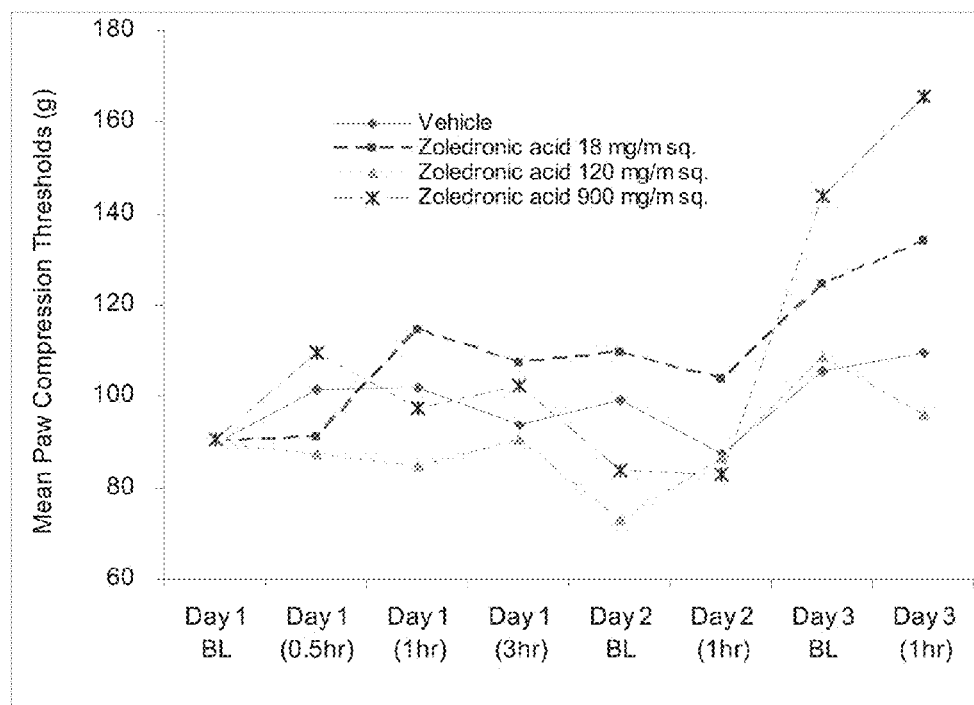 180
160
140
120
100
80
60
Mean Paw Compression Thresholds (g)
Vehicle
Zoledronic acid 18 mg/m sq.
Zoledronic acid 120 mg/m sq.
Zoledronic acid 900 mg/m sq.
Day 1 Day 1 Day 1 Day 1 Day 2 Day 2 Day 3 Day 3
BL (0.5hr) (1hr) (3hr) BL (1hr) BL (1hr)